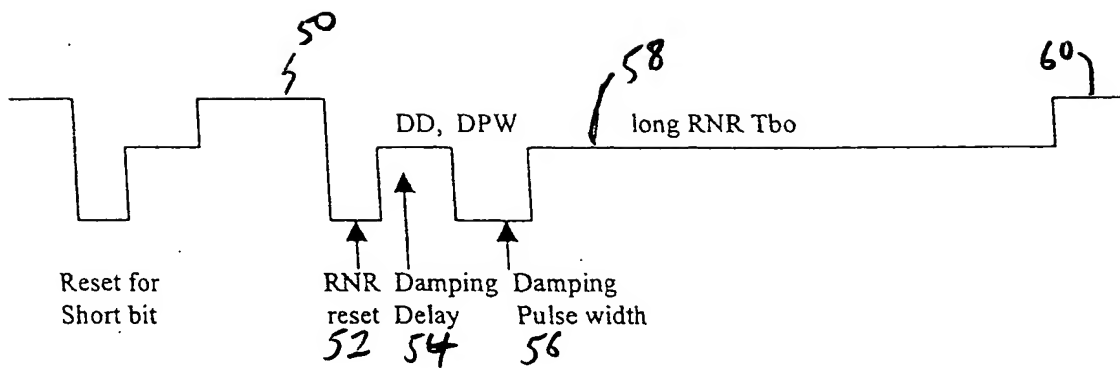 50
58
60
DD, DPW
long RNR Tbo
Reset for
Short bit
RNR
reset
52
Damping
Delay
54
Damping
Pulse width
56